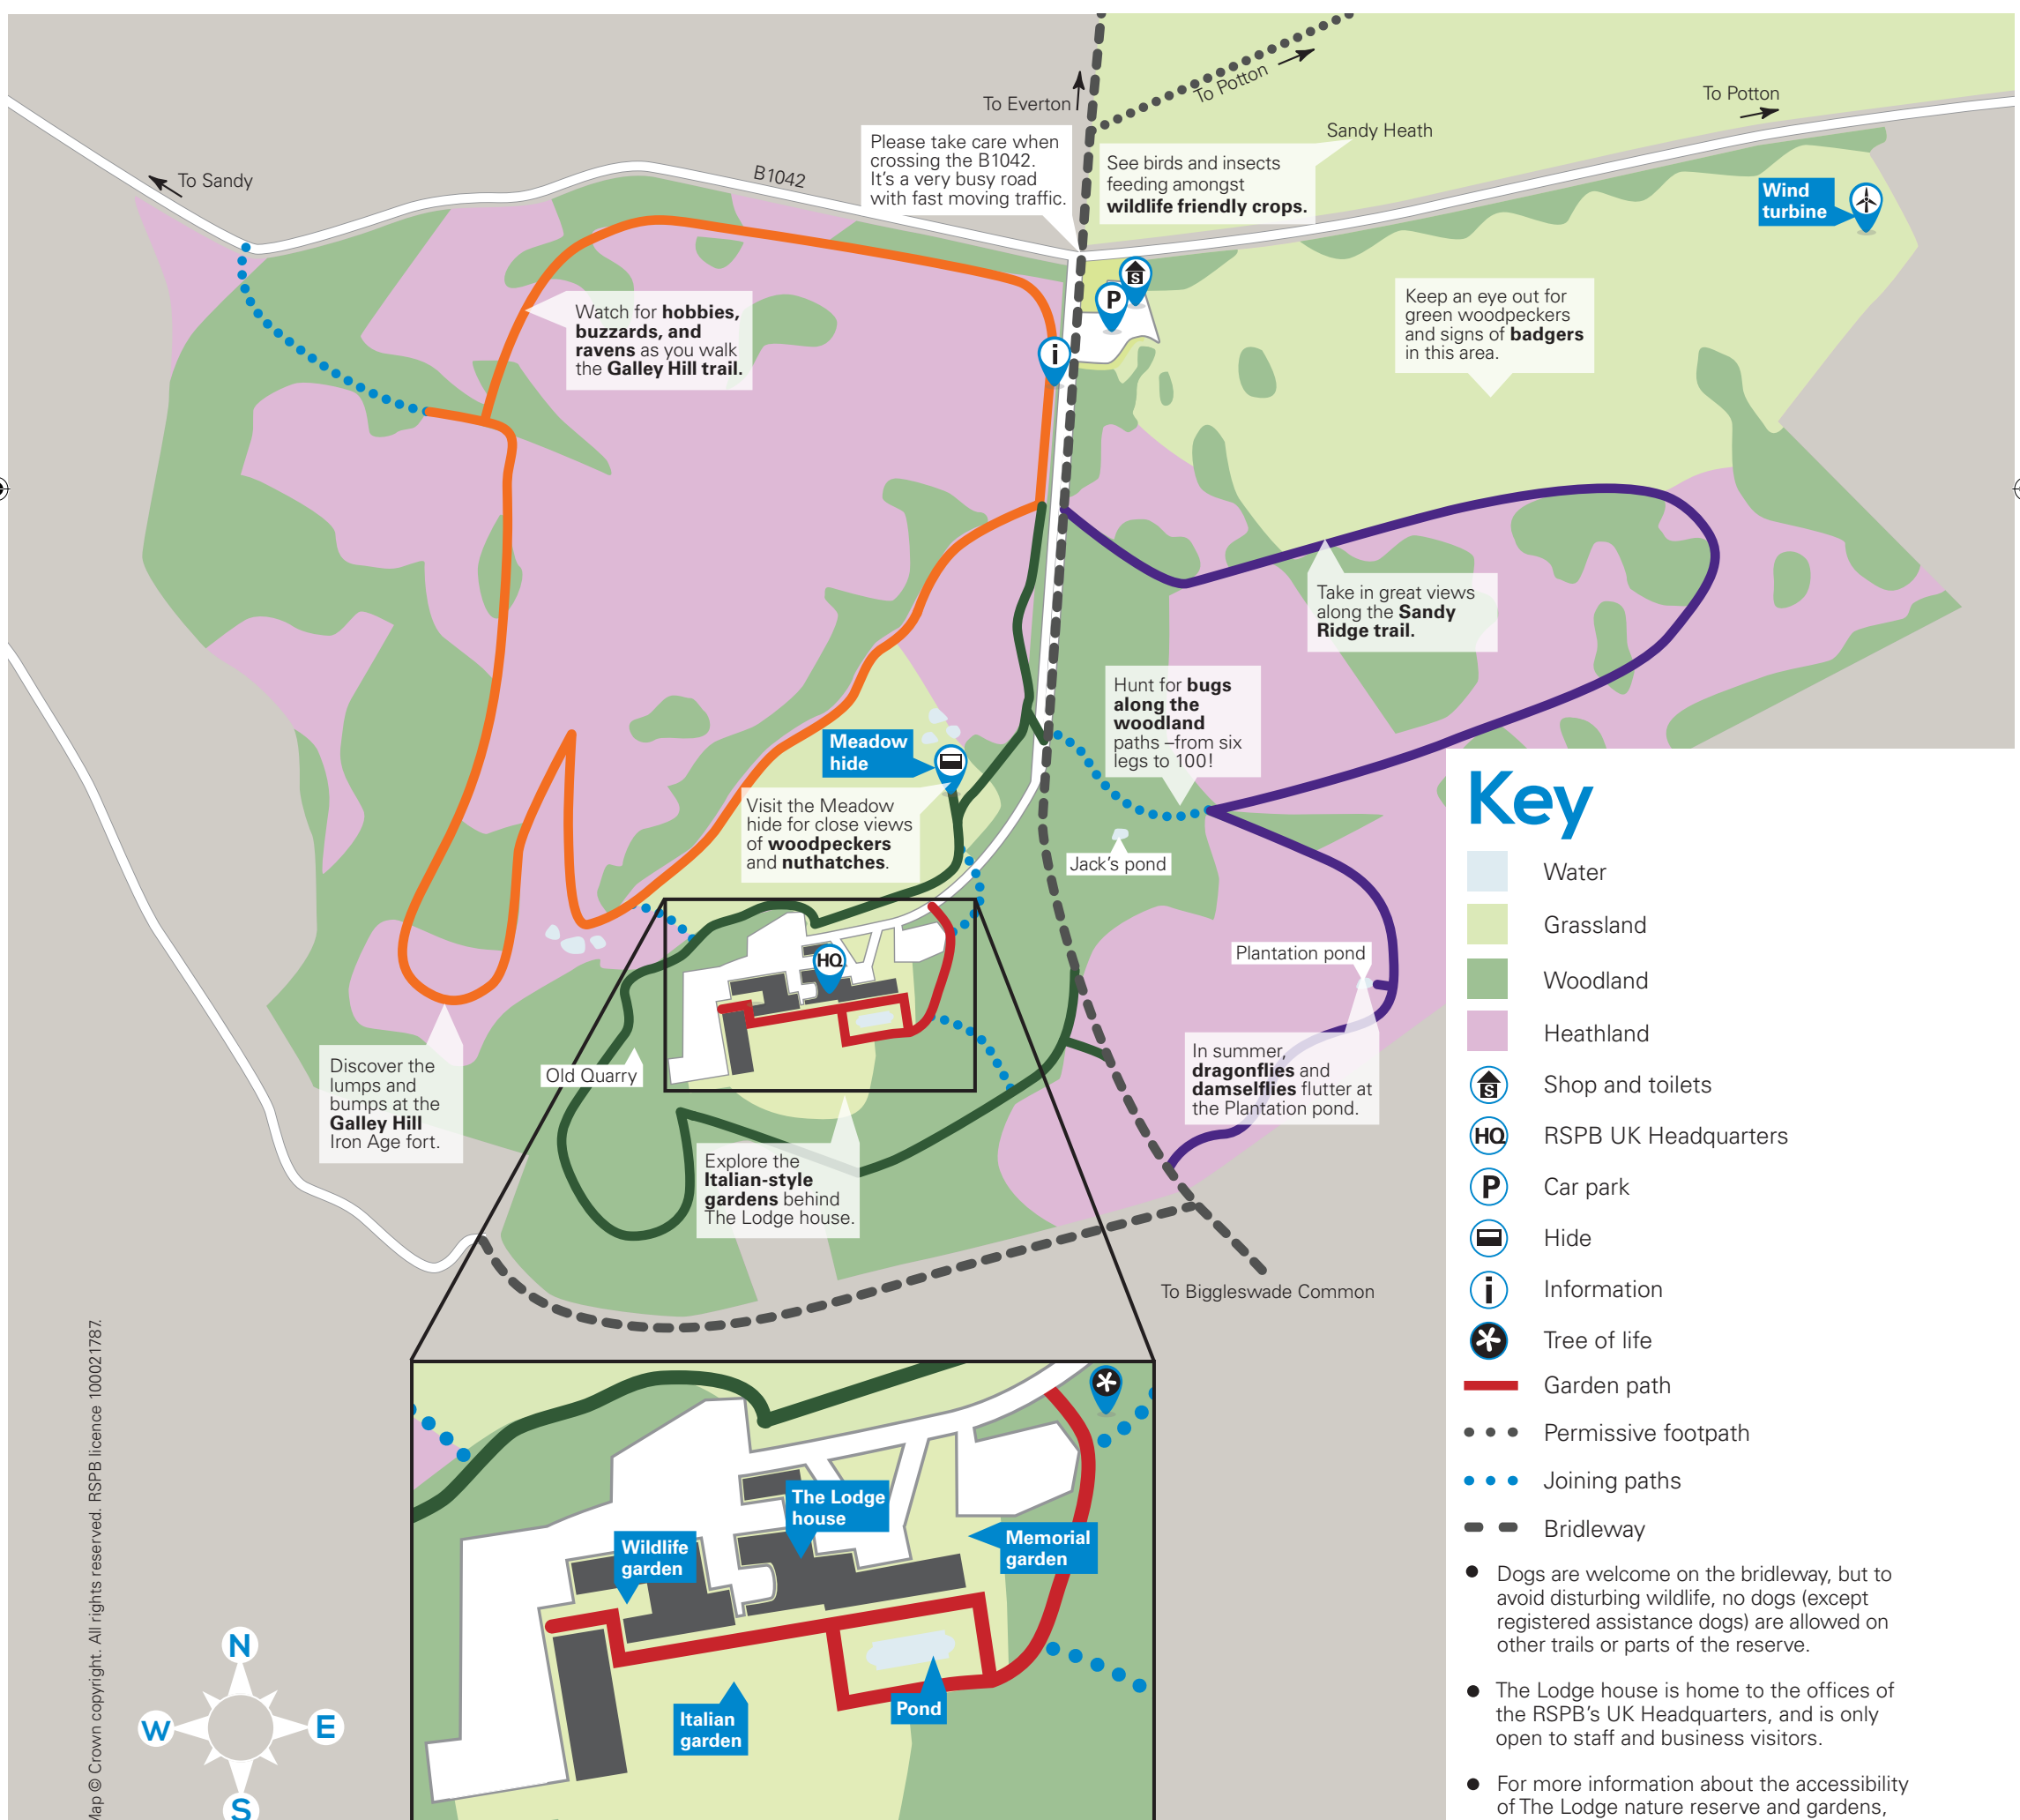 To Everton
To Potton
To Potton
Sandy Heath
To Sandy
B1042
Please take care when
crossing the B1042.
It's a very busy road
with fast moving traffic.
See birds and insects
feeding amongst
wildlife friendly crops.
Wind
turbine
S
P
i
Watch for hobbies,
buzzards, and
ravens as you walk
the Galley Hill trail.
Keep an eye out for
green woodpeckers
and signs of badgers
in this area.
Take in great views
along the Sandy
Ridge trail.
Hunt for bugs
along the
woodland
paths –from six
legs to 100!
Meadow
hide
Visit the Meadow
hide for close views
of woodpeckers
and nuthatches.
Jack's pond
Plantation pond
HQ
In summer,
dragonflies and
damselflies flutter at
the Plantation pond.
Discover the
lumps and
bumps at the
Galley Hill
Iron Age fort.
Old Quarry
Explore the
Italian-style
gardens behind
The Lodge house.
To Biggleswade Common
The Lodge
house
Wildlife
garden
Memorial
garden
Italian
garden
Pond
N
W
E
S
Map © Crown copyright. All rights reserved. RSPB licence 100021787.
Key
Water
Grassland
Woodland
Heathland
S
Shop and toilets
HQ
RSPB UK Headquarters
P
Car park
Hide
i
Information
Tree of life
Garden path
Permissive footpath
Joining paths
Bridleway
● Dogs are welcome on the bridleway, but to
avoid disturbing wildlife, no dogs (except
registered assistance dogs) are allowed on
other trails or parts of the reserve.
● The Lodge house is home to the offices of
the RSPB's UK Headquarters, and is only
open to staff and business visitors.
● For more information about the accessibility
of The Lodge nature reserve and gardens,